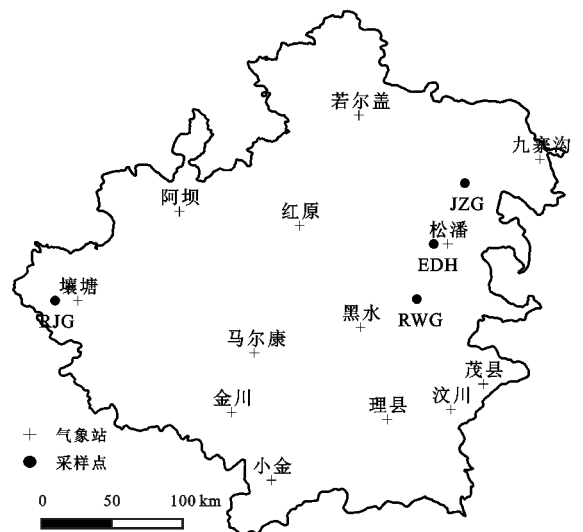 若尔盖
九寨沟
阿坝
JZG
红原
松潘
EDH
壤塘
RJG
黑水
RWG
马尔康
茂县
金川
理县
汶川
气象站
采样点
小金
0 50 100 km